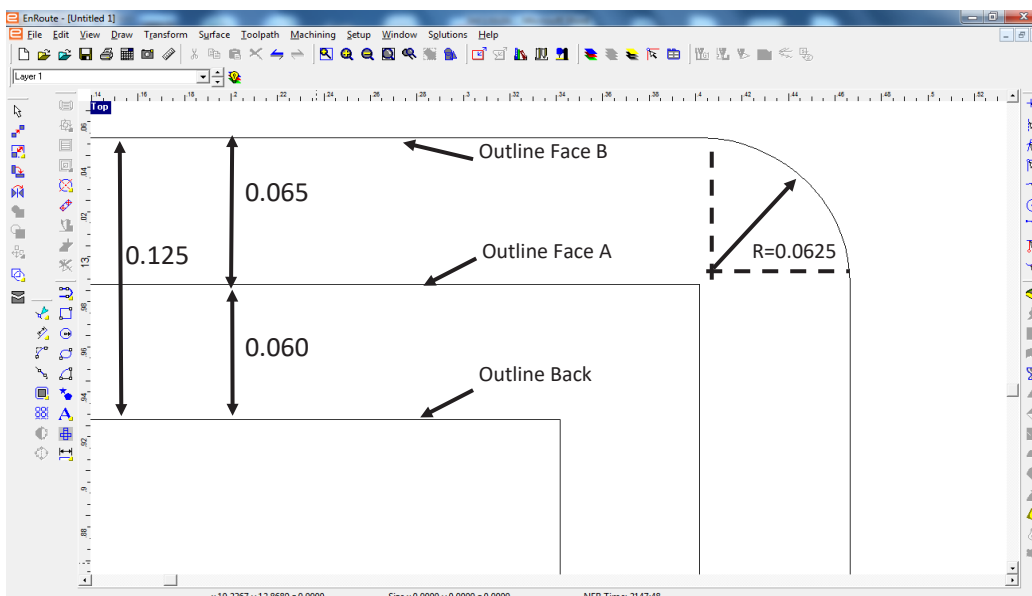 EnRoute - [Untitled 1]
File Edit View Draw Transform Surface Toolpath Machining Setup Window Solutions Help
Layer 1
Top
Outline Face B
0.065
0.125
Outline Face A
R=0.0625
0.060
Outline Back